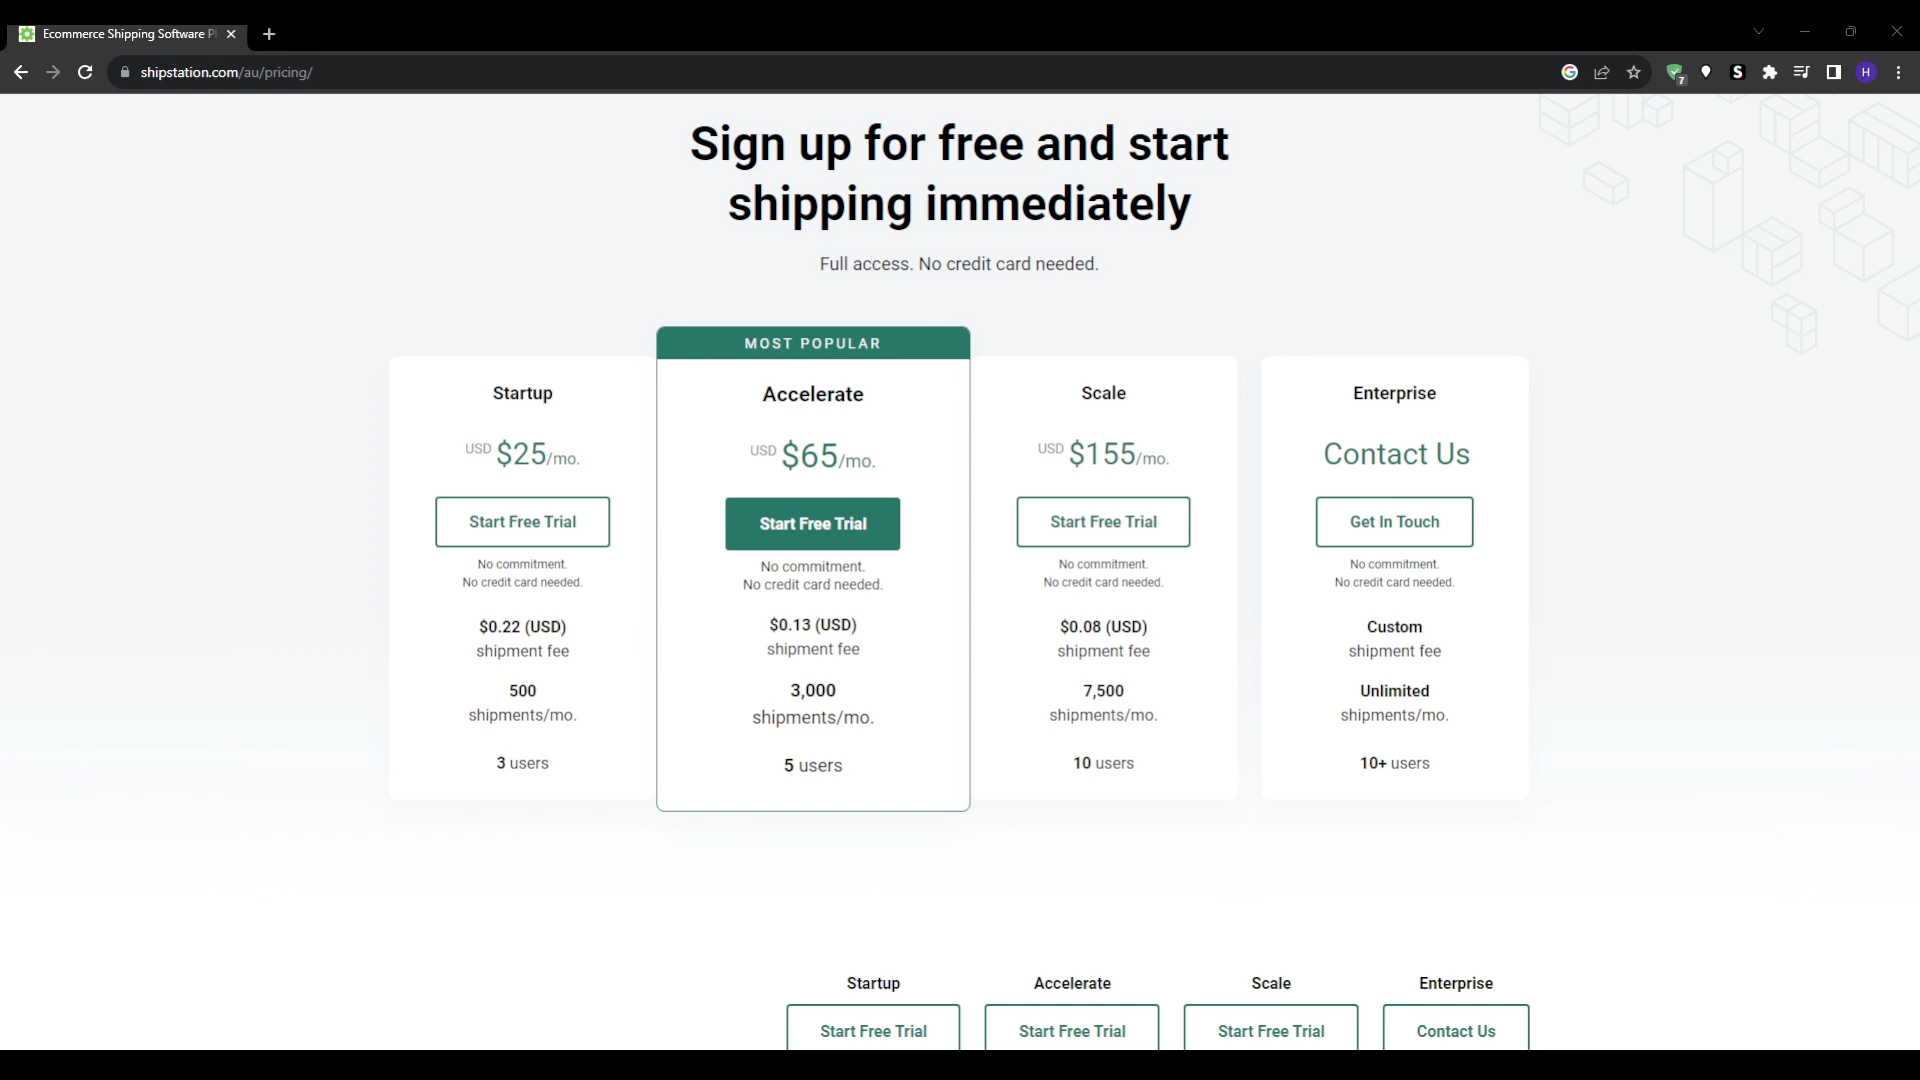 Ecommerce Shipping Software Pl
shipstation.com/au/pricing/
7
S
H
Sign up for free and start
shipping immediately
Full access. No credit card needed.
Startup
USD $25/mo.
Start Free Trial
No commitment.
No credit card needed.
$0.22 (USD)
shipment fee
500
shipments/mo.
3 users
MOST POPULAR
Accelerate
USD $65/mo.
Start Free Trial
No commitment.
No credit card needed.
$0.13 (USD)
shipment fee
3,000
shipments/mo.
5 users
Scale
USD $155/mo.
Start Free Trial
No commitment.
No credit card needed.
$0.08 (USD)
shipment fee
7,500
shipments/mo.
10 users
Enterprise
Contact Us
Get In Touch
No commitment.
No credit card needed.
Custom
shipment fee
Unlimited
shipments/mo.
10+ users
Startup Accelerate Scale Enterprise
Start Free Trial Start Free Trial Start Free Trial Contact Us